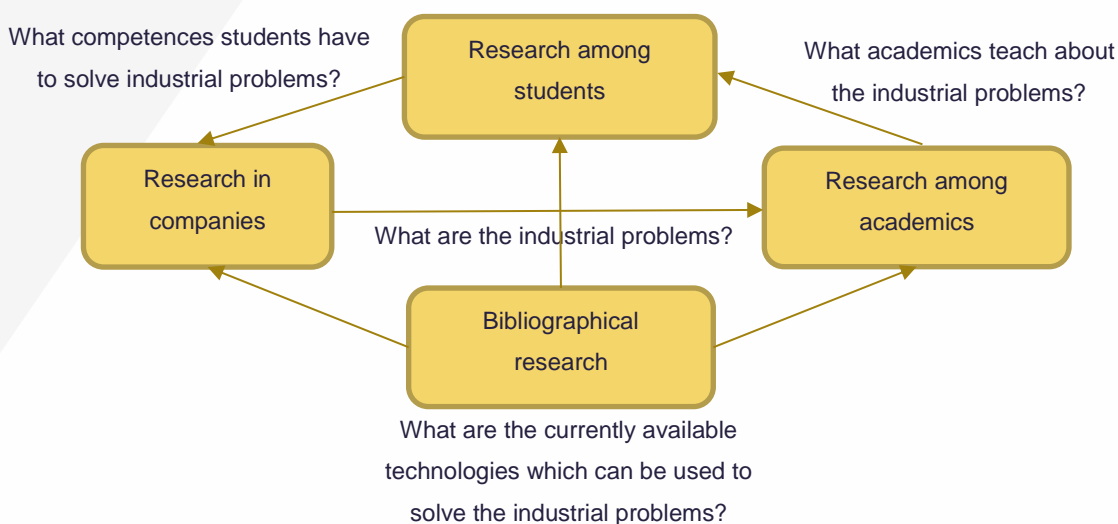 What competences students have
to solve industrial problems?
Research among
students
What academics teach about
the industrial problems?
Research in
companies
Research among
academics
What are the industrial problems?
Bibliographical
research
What are the currently available
technologies which can be used to
solve the industrial problems?